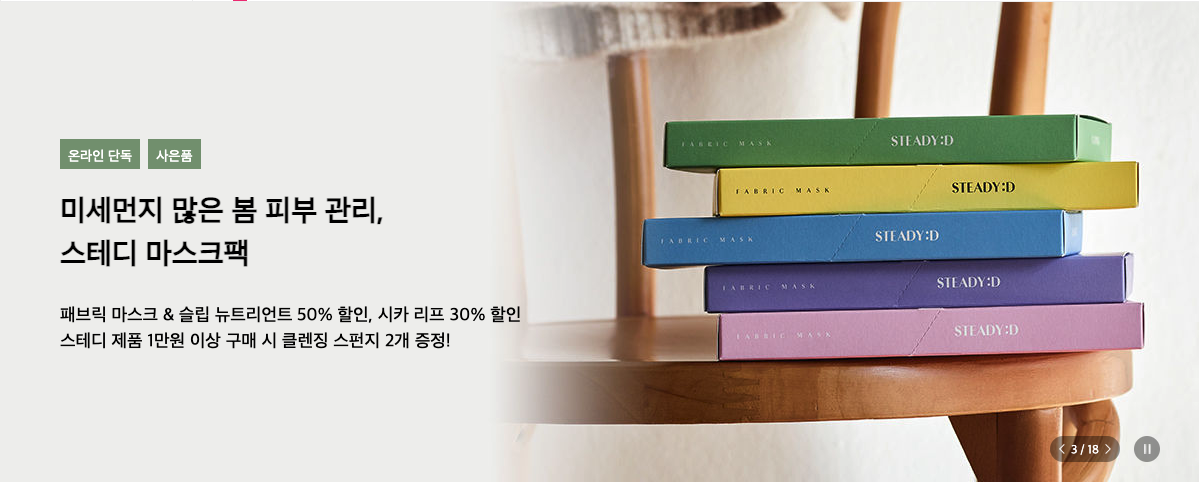 온라인 단독 사은품
미세먼지 많은 봄 피부 관리,
스테디 마스크팩
패브릭 마스크 & 슬립 뉴트리언트 50% 할인, 시카 리프 30% 할인
스테디 제품 1만원 이상 구매 시 클렌징 스펀지 2개 증정!
FABRIC MASK STEADY:D
FABRIC MASK STEADY:D
FABRIC MASK STEADY:D
FABRIC MASK STEADY:D
FABRIC MASK STEADY:D
3 / 18